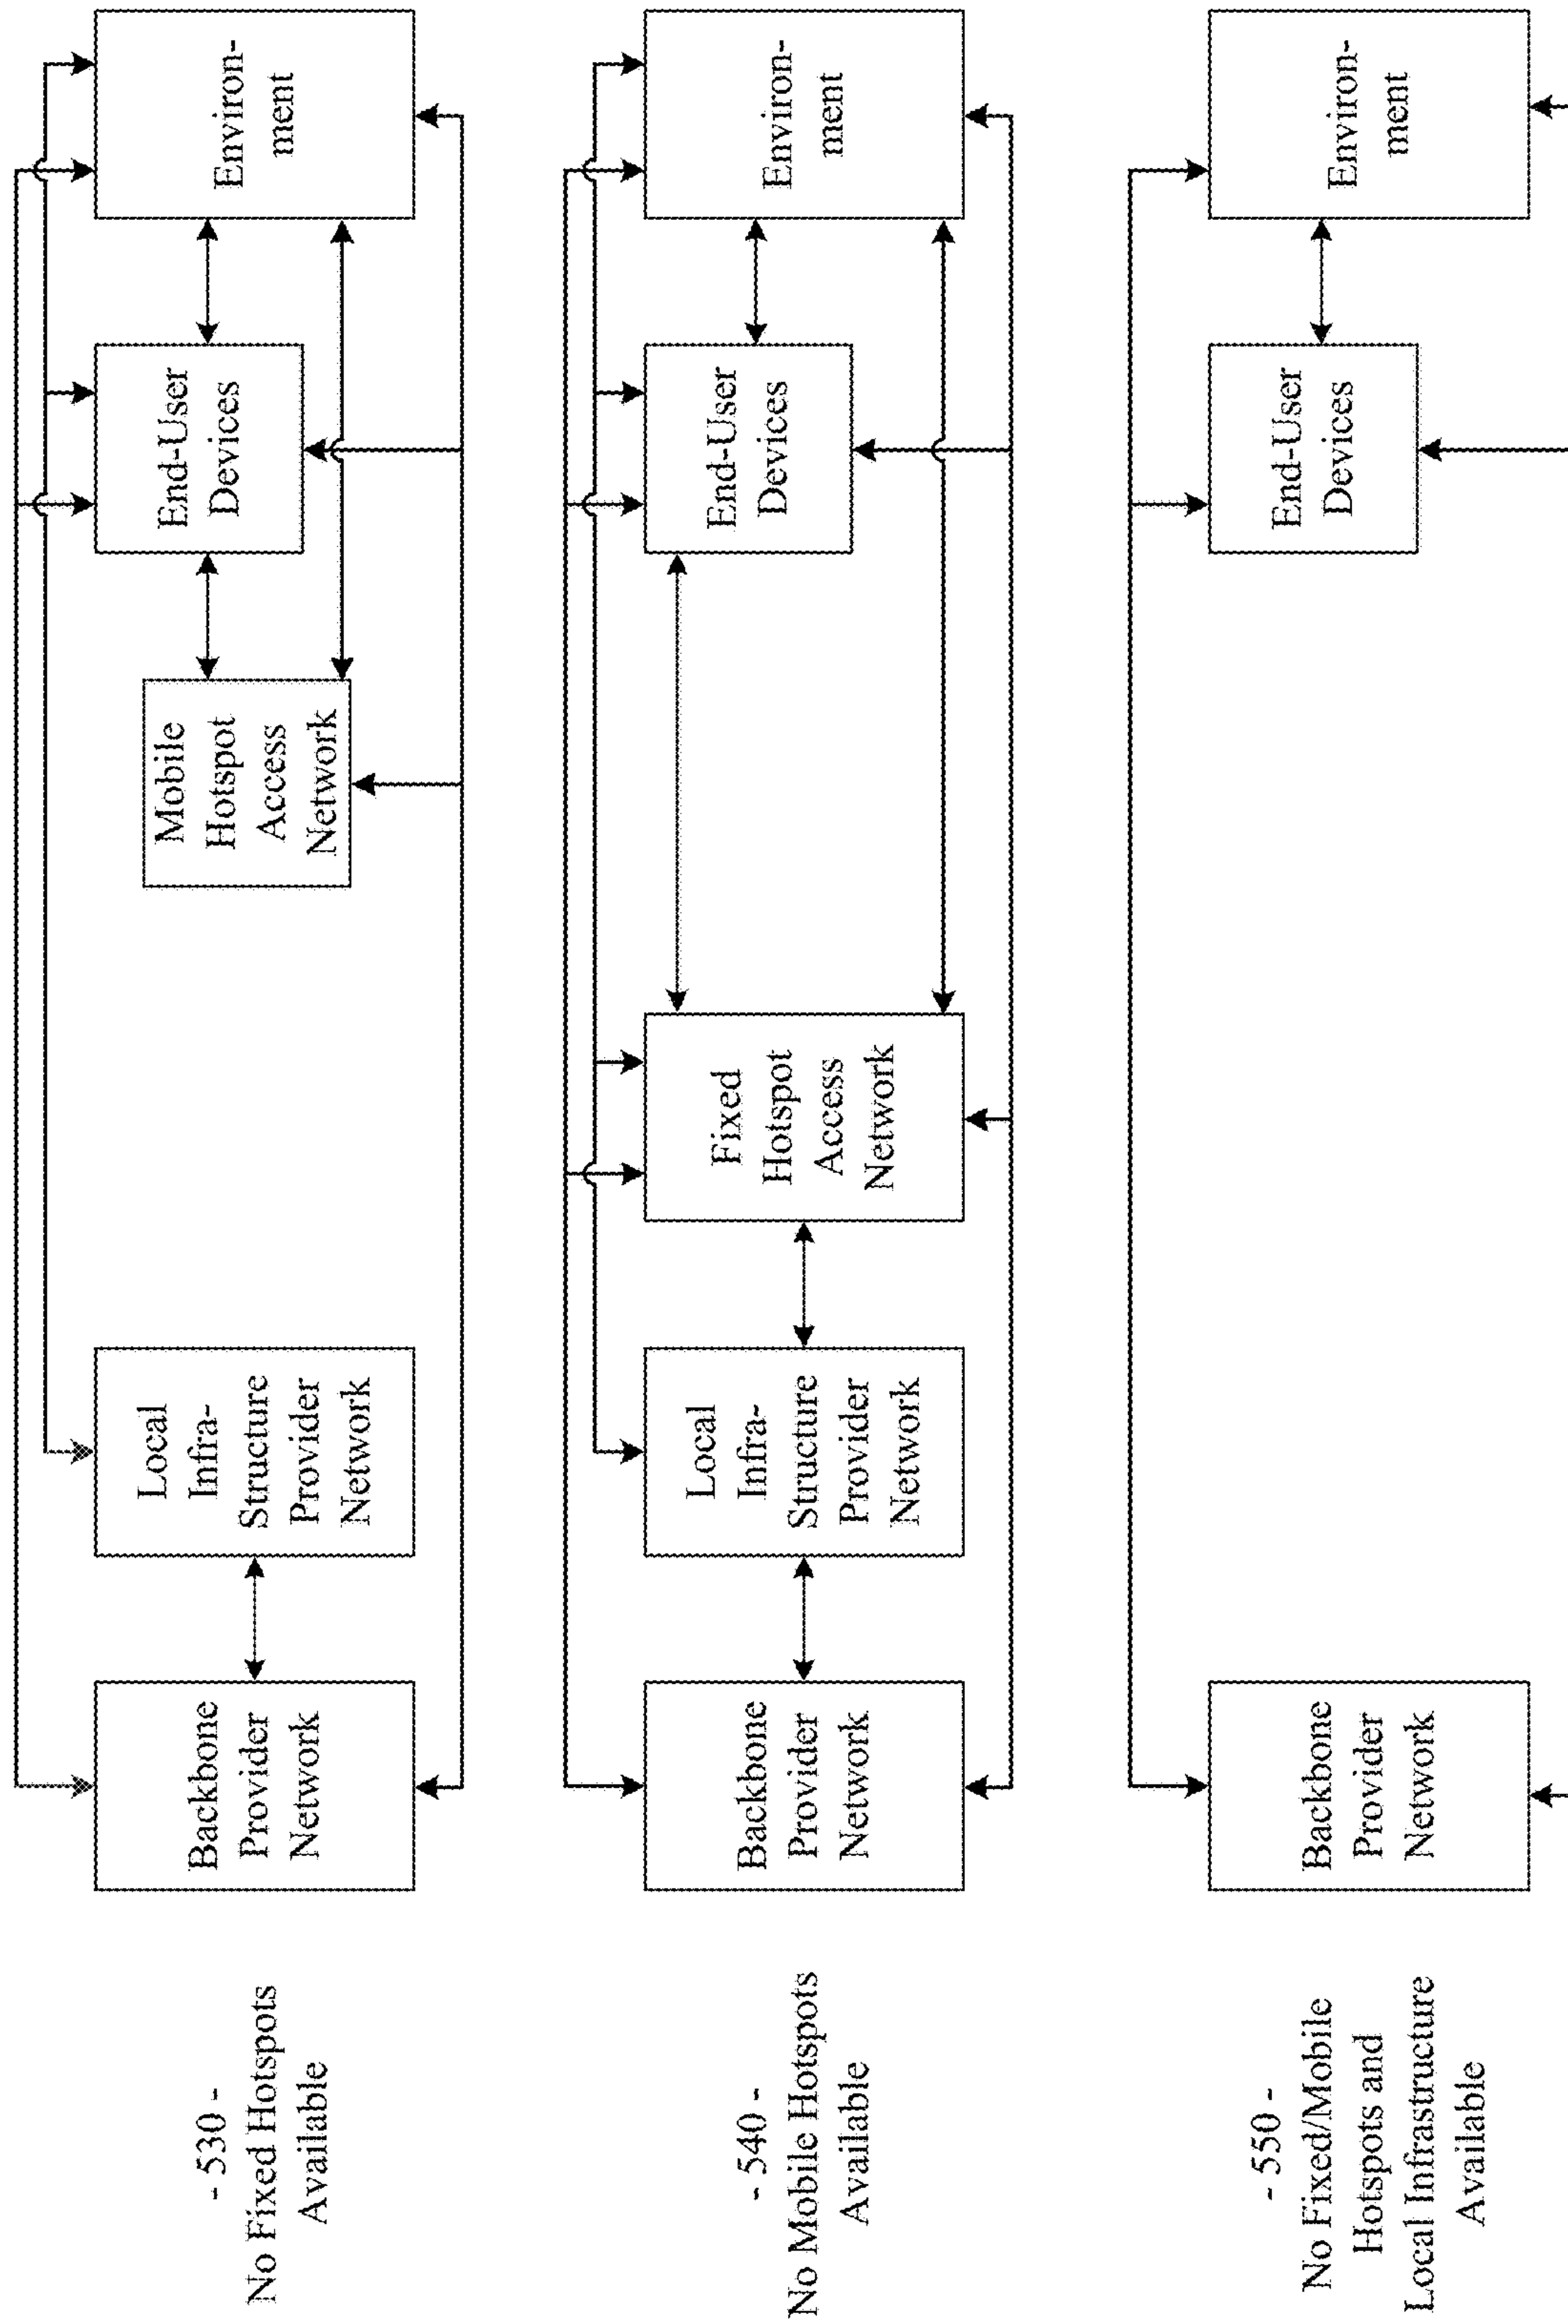 - 530 -
No Fixed Hotspots
Available
Backbone
Provider
Network
Local
Infra-
Structure
Provider
Network
Mobile
Hotspot
Access
Network
End-User
Devices
Environ-
ment
- 540 -
No Mobile Hotspots
Available
Backbone
Provider
Network
Local
Infra-
Structure
Provider
Network
Fixed
Hotspot
Access
Network
End-User
Devices
Environ-
ment
- 550 -
No Fixed/Mobile
Hotspots and
Local Infrastructure
Available
Backbone
Provider
Network
End-User
Devices
Environ-
ment